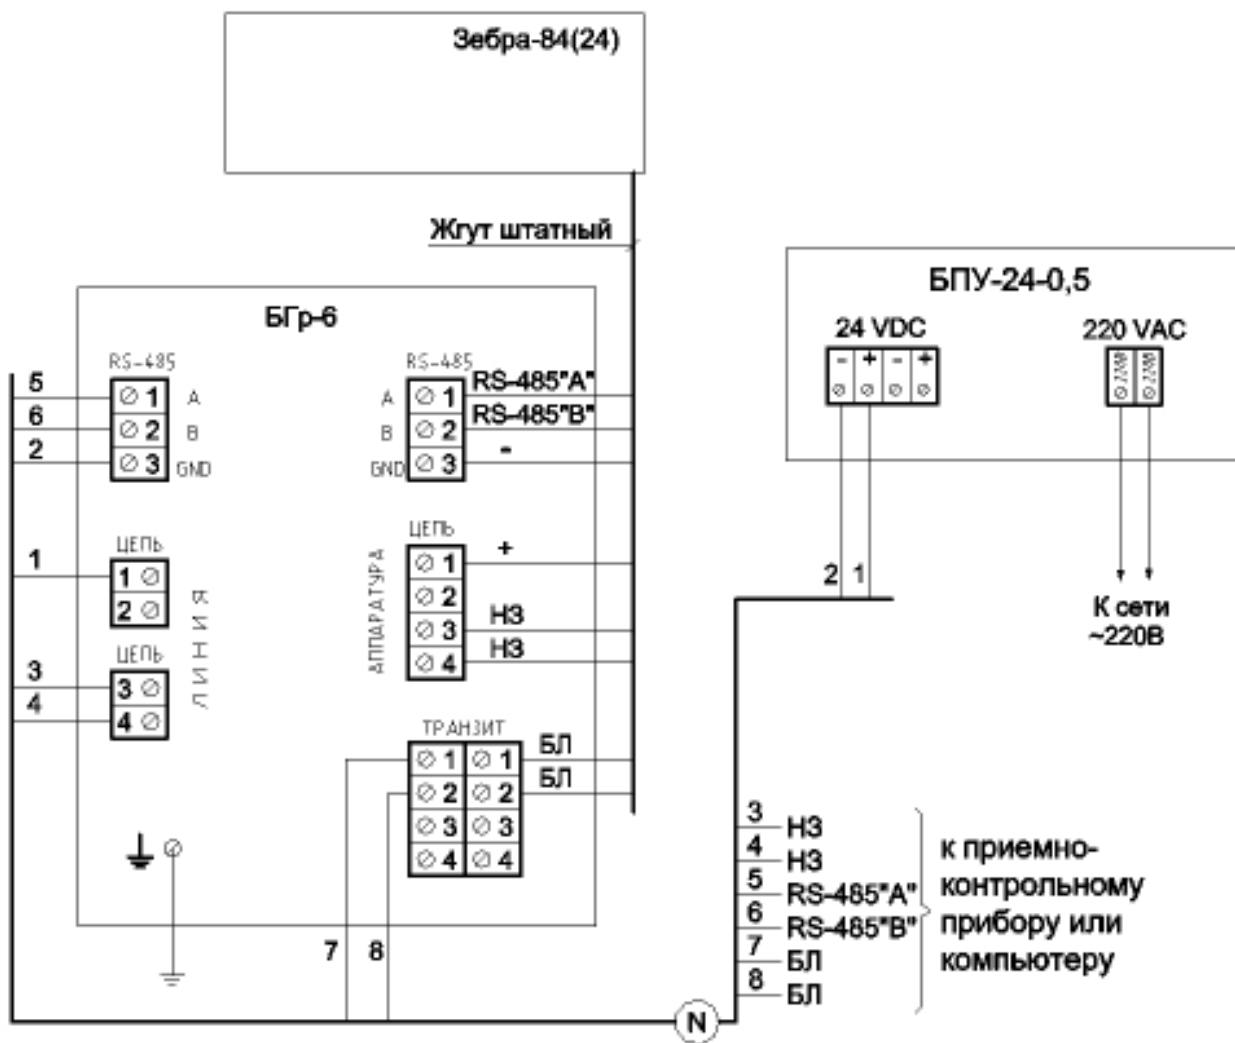 Зебра-84(24)
Жгут штатный
БГр-6
RS-485
5
1
A
6
2
B
2
3
GND
ЦЕПЬ
1
1
2
ЦЕПЬ
3
3
4
4
ЛИНИЯ
RS-485
A
1
RS-485"A"
B
2
RS-485"B"
GND
3
-
ЦЕПЬ
АППАРАТУРА
1
+
2
3
НЗ
4
НЗ
ТРАНЗИТ
1 1
БЛ
2 2
БЛ
3 3
4 4
7 8
N
БПУ-24-0,5
24 VDC
- + - +
220 VAC
220В 220В
2 1
К сети
~220В
3 НЗ
4 НЗ
5 RS-485"A"
6 RS-485"B"
7 БЛ
8 БЛ
к приемно-
контрольному
прибору или
компьютеру